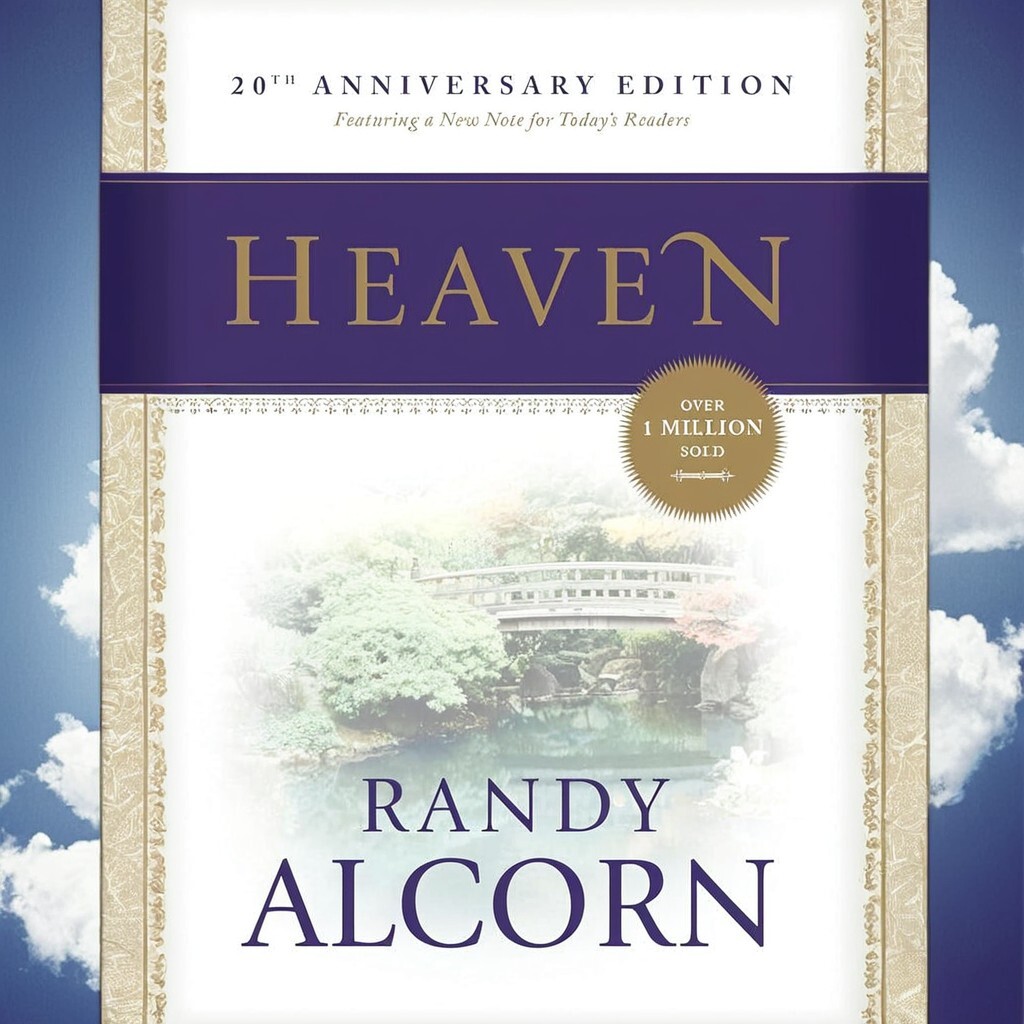 20TH ANNIVERSARY EDITION
Featuring a New Note for Today's Readers
HEAVEN
OVER
1 MILLION
SOLD
RANDY
ALCORN